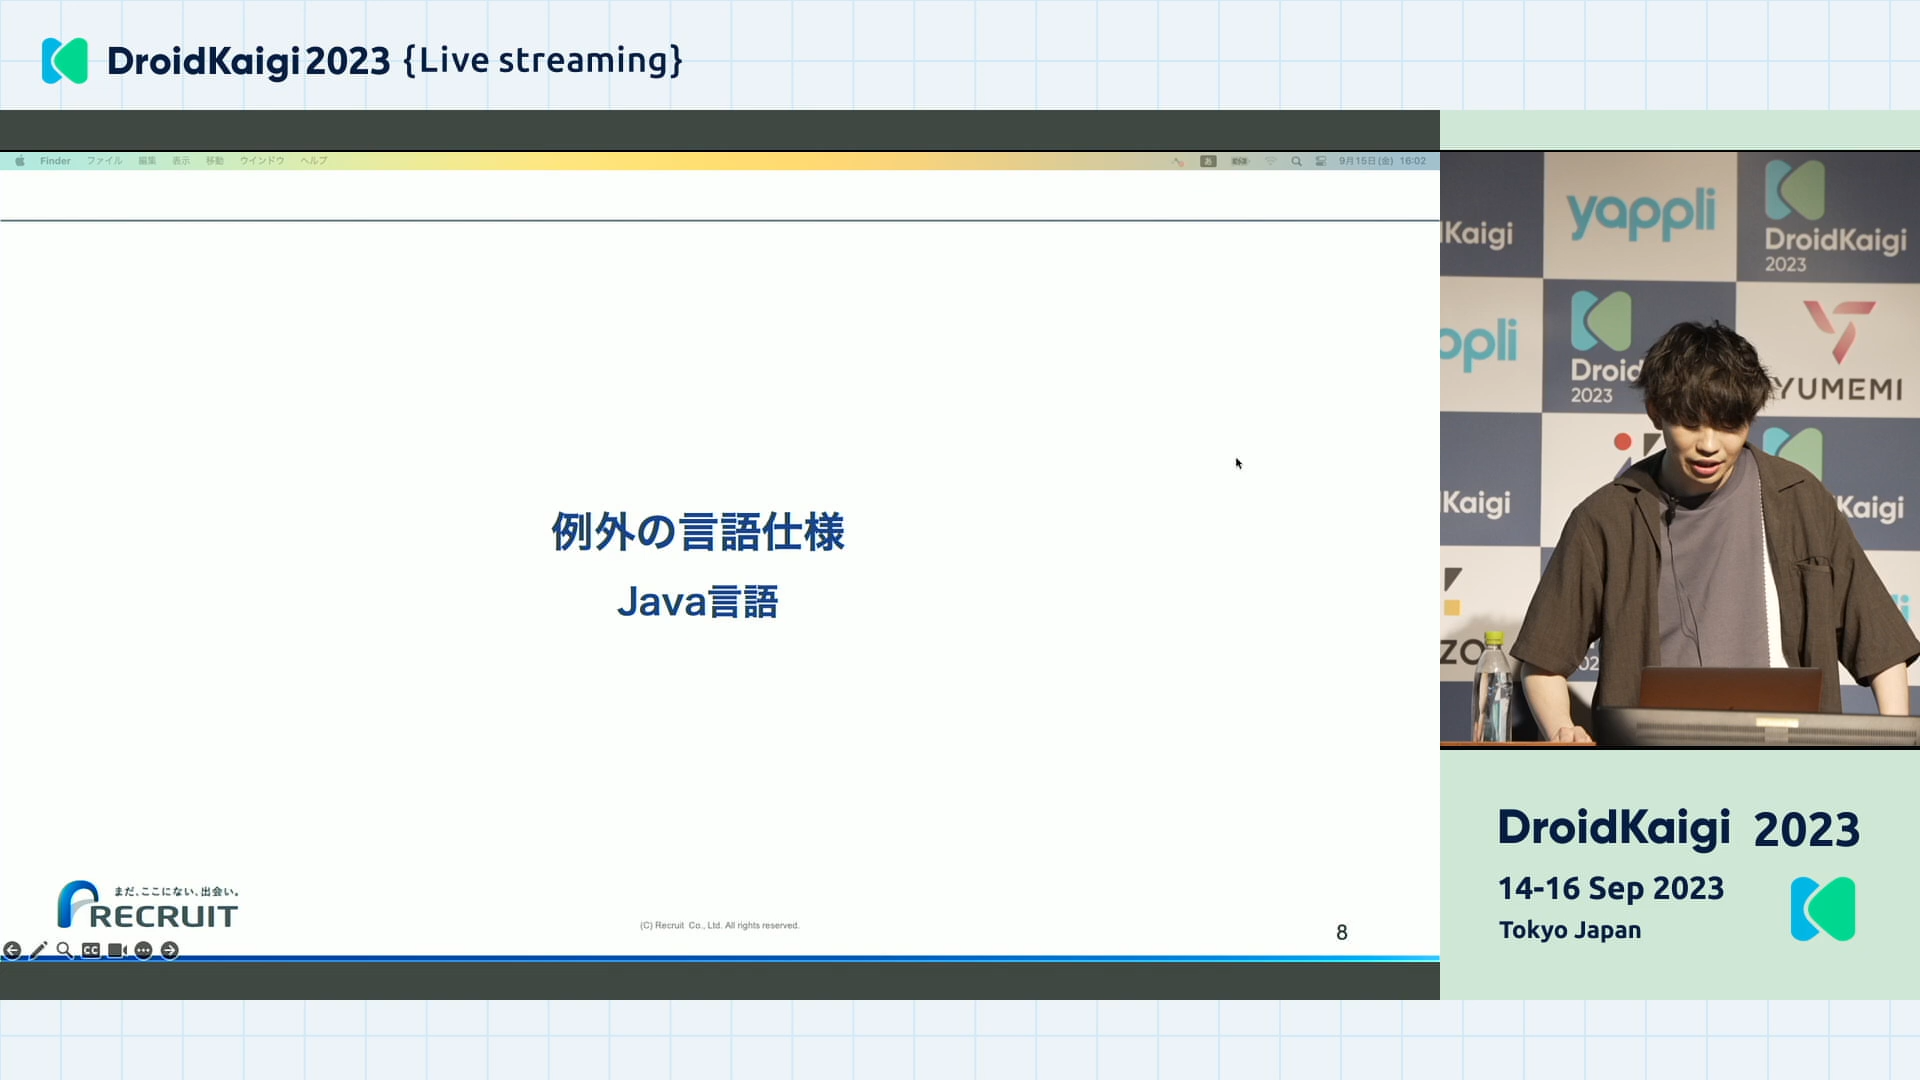 DroidKaigi 2023 {Live streaming}
Finder ファイル 編集 表示 移動 ウインドウ ヘルプ
あ
9月15日(金) 16:02
例外の言語仕様
Java言語
まだ、ここにない、出会い。
RECRUIT
(C) Recruit Co., Ltd. All rights reserved.
8
CC
Kaigi
yappli
DroidKaigi
2023
ppli
Droid
2023
YUMEMI
Kaigi
Kaigi
ZO
DroidKaigi 2023
14-16 Sep 2023
Tokyo Japan